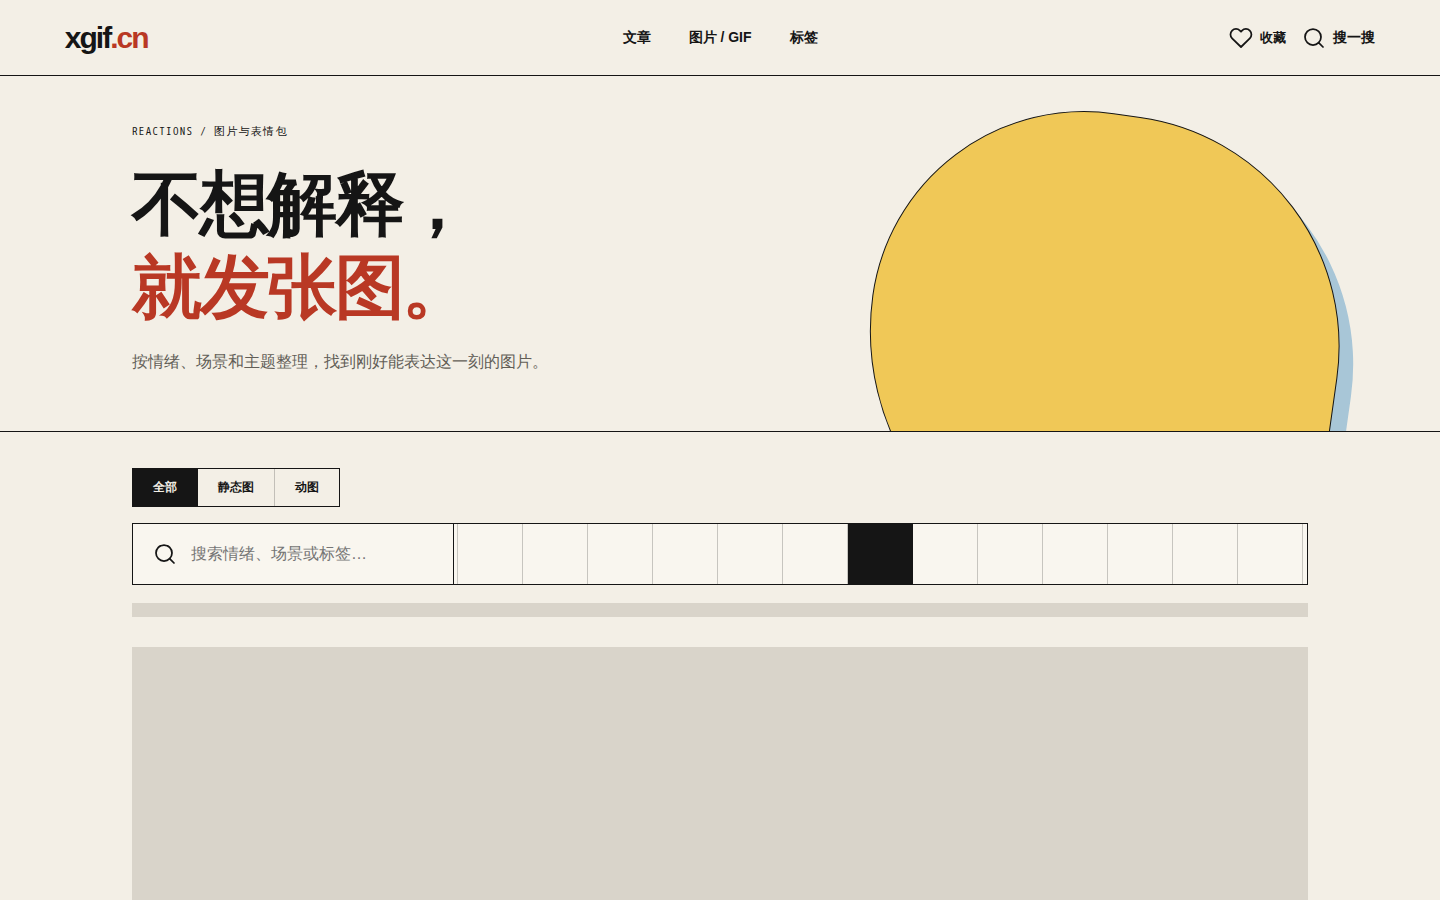 xgif.cn
文章
图片 / GIF
标签
收藏
搜一搜
REACTIONS / 图片与表情包
不想解释，
就发张图。
按情绪、场景和主题整理，找到刚好能表达这一刻的图片。
全部
静态图
动图
搜索情绪、场景或标签…